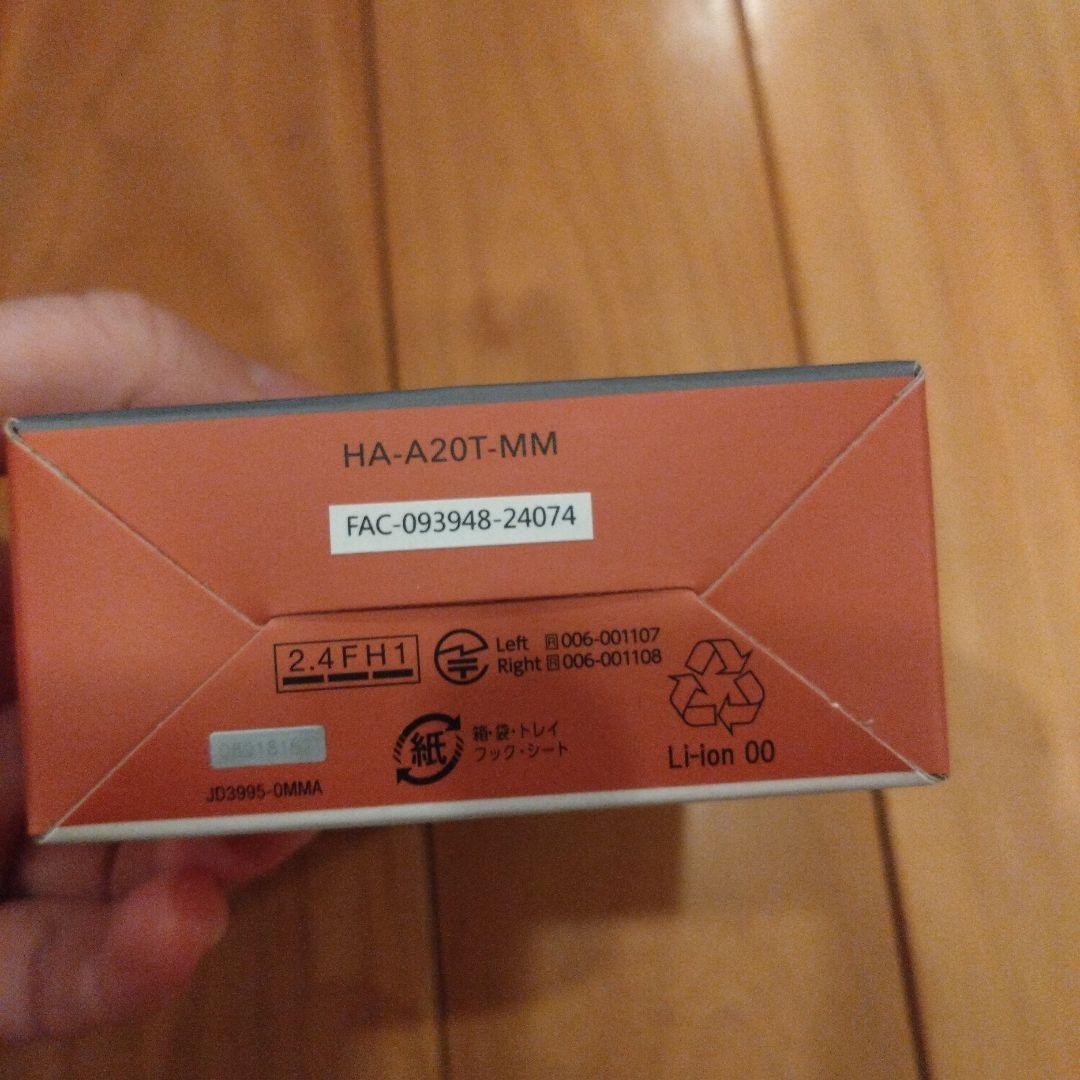 HA-A20T-MM
FAC-093948-24074
2.4FH1
Left R 006-001107
Right R 006-001108
紙
箱・袋・トレイ
フック・シート
Li-ion 00
JD3995-0MMA